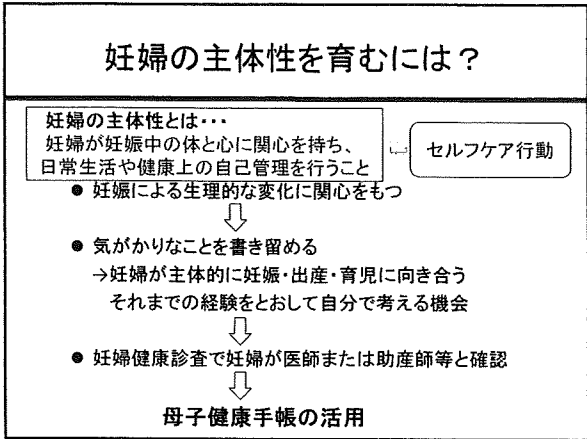 妊婦の主体性を育むには？
妊婦の主体性とは･･･
妊婦が妊娠中の体と心に関心を持ち、
日常生活や健康上の自己管理を行うこと
セルフケア行動
● 妊娠による生理的な変化に関心をもつ
● 気がかりなことを書き留める
→妊婦が主体的に妊娠・出産・育児に向き合う
それまでの経験をとおして自分で考える機会
● 妊婦健康診査で妊婦が医師または助産師等と確認
母子健康手帳の活用